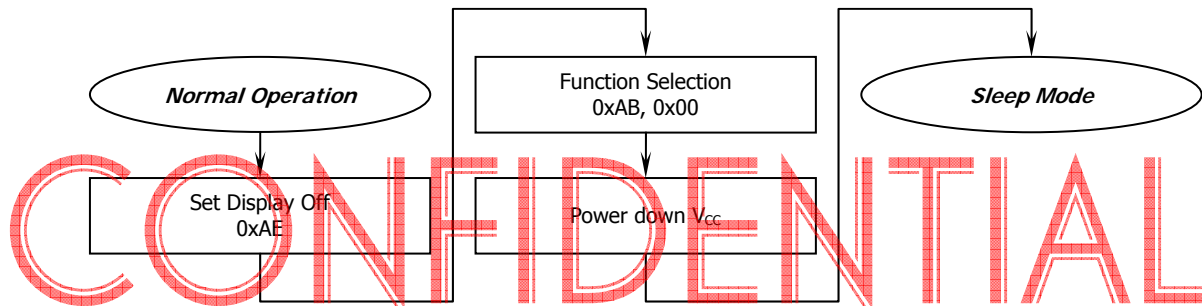 Normal Operation
Set Display Off
0xAE
Function Selection
0xAB, 0x00
Power down VCC
Sleep Mode
CONFIDENTIAL